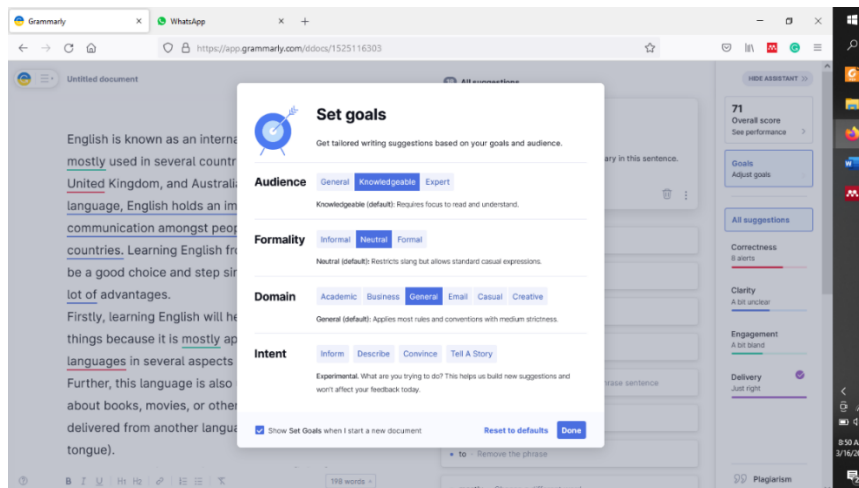 Grammarly
WhatsApp
https://app.grammarly.com/ddocs/1525116303
Untitled document
All suggestions
HIDE ASSISTANT
English is known as an interna
mostly used in several countr
United Kingdom, and Australia
language, English holds an im
communication amongst peop
countries. Learning English fro
be a good choice and step sin
lot of advantages.
Firstly, learning English will he
things because it is mostly ap
languages in several aspects
Further, this language is also
about books, movies, or other
delivered from another langua
tongue).
B I U H1 H2
198 words
Set goals
Get tailored writing suggestions based on your goals and audience.
Audience
General Knowledgeable Expert
Knowledgeable (default): Requires focus to read and understand.
Formality
Informal Neutral Formal
Neutral (default): Restricts slang but allows standard casual expressions.
Domain
Academic Business General Email Casual Creative
General (default): Applies most rules and conventions with medium strictness.
Intent
Inform Describe Convince Tell A Story
Experimental. What are you trying to do? This helps us build new suggestions and
won't affect your feedback today.
Show Set Goals when I start a new document
Reset to defaults
Done
ary in this sentence.
hrase sentence
to · Remove the phrase
71
Overall score
See performance
Goals
Adjust goals
All suggestions
Correctness
8 alerts
Clarity
A bit unclear
Engagement
A bit bland
Delivery
Just right
Plagiarism
8:50 A
3/16/20